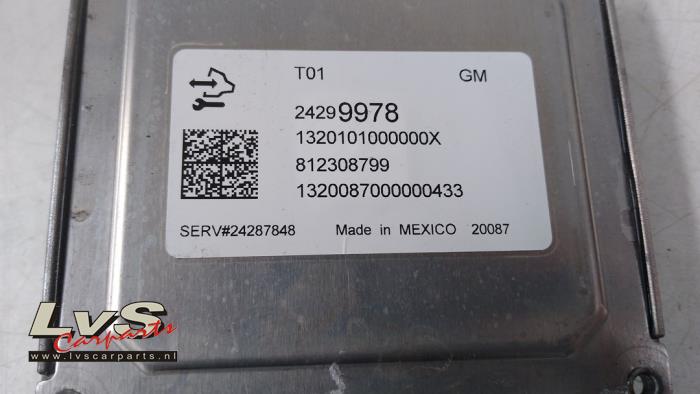 T01 GM
24299978
1320101000000X
812308799
1320087000000433
SERV#24287848 Made in MEXICO 20087
LvS
Carparts
www.lvscarparts.nl